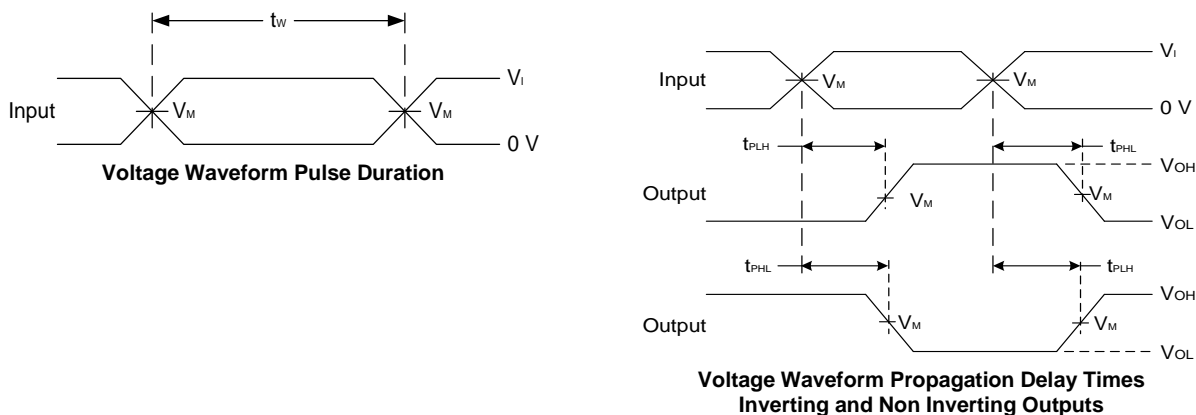 tW
VI
Input
VM
VM
0 V
Voltage Waveform Pulse Duration
VI
Input
VM
VM
0 V
tPLH
tPHL
VOH
Output
VM
VM
VOL
tPHL
tPLH
VOH
Output
VM
VM
VOL
Voltage Waveform Propagation Delay Times
Inverting and Non Inverting Outputs